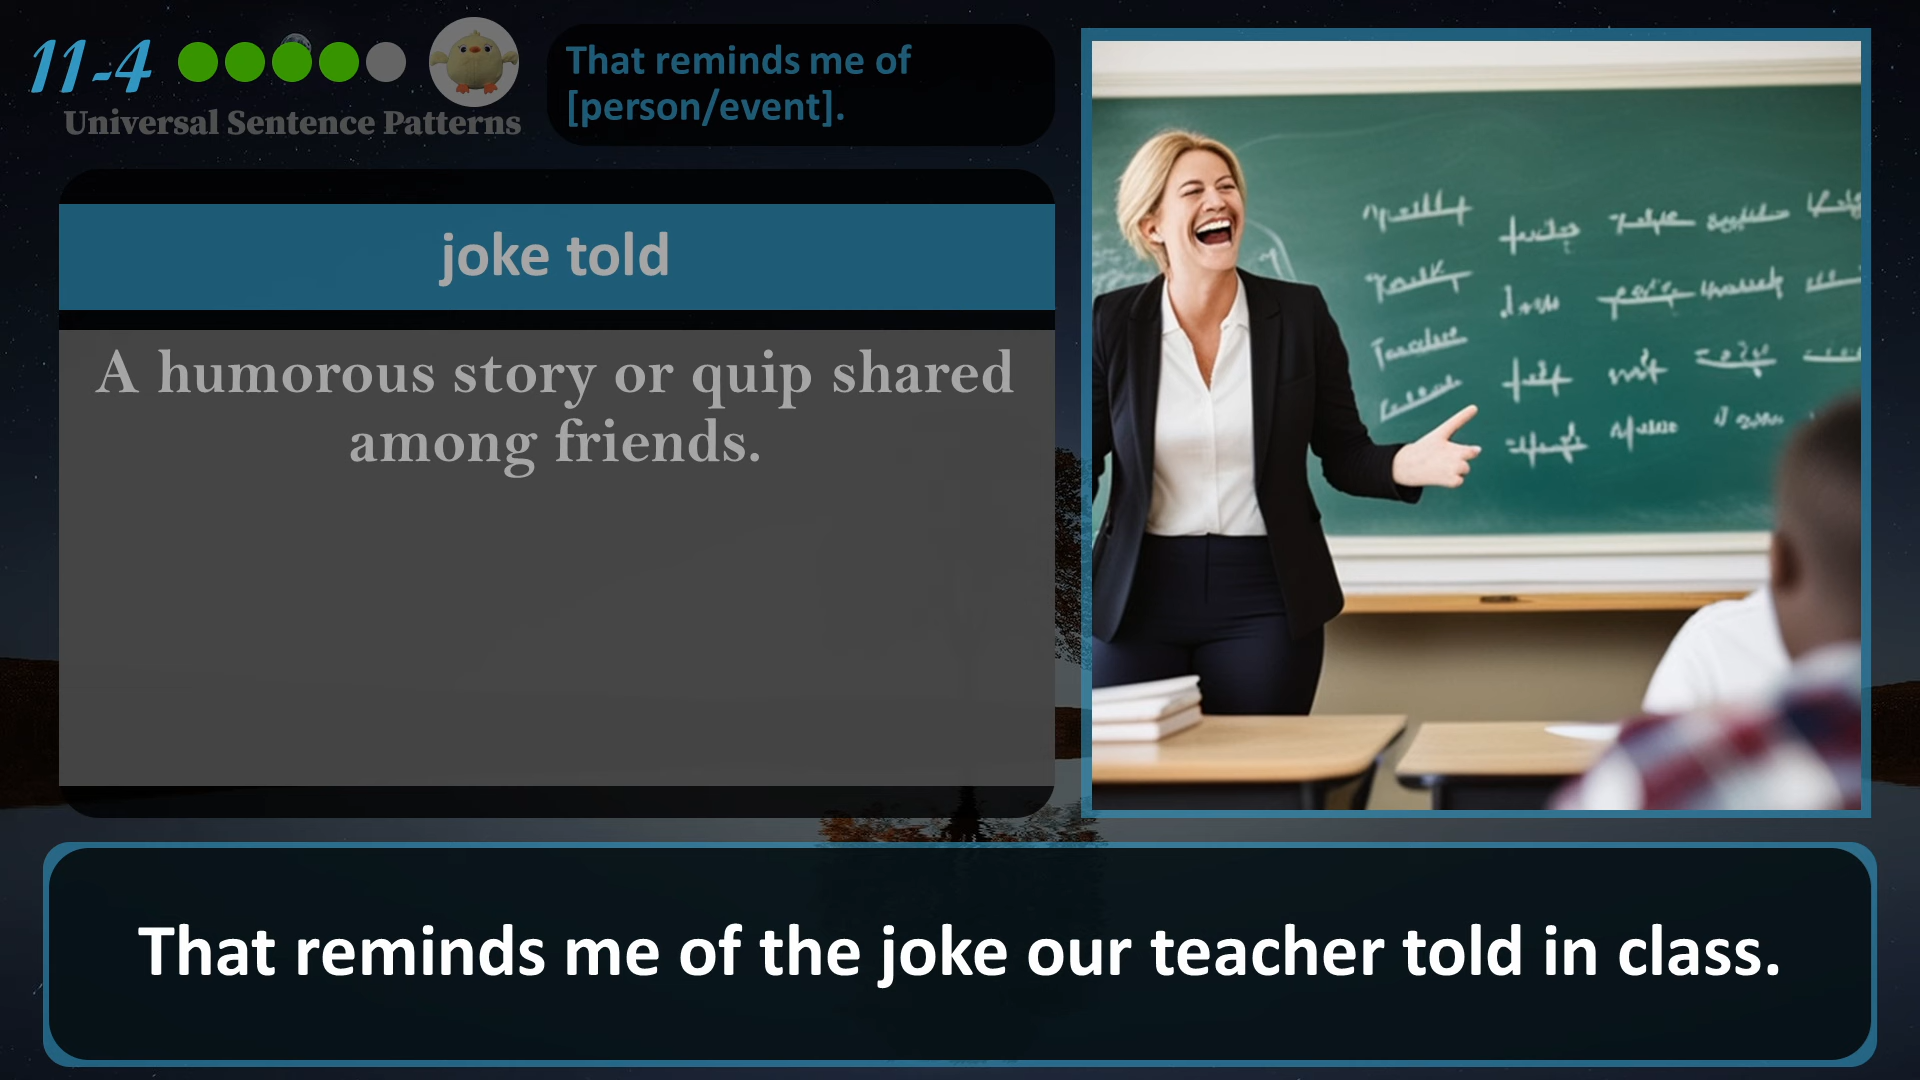 11-4
Universal Sentence Patterns
That reminds me of
[person/event].
joke told
A humorous story or quip shared
among friends.
That reminds me of the joke our teacher told in class.